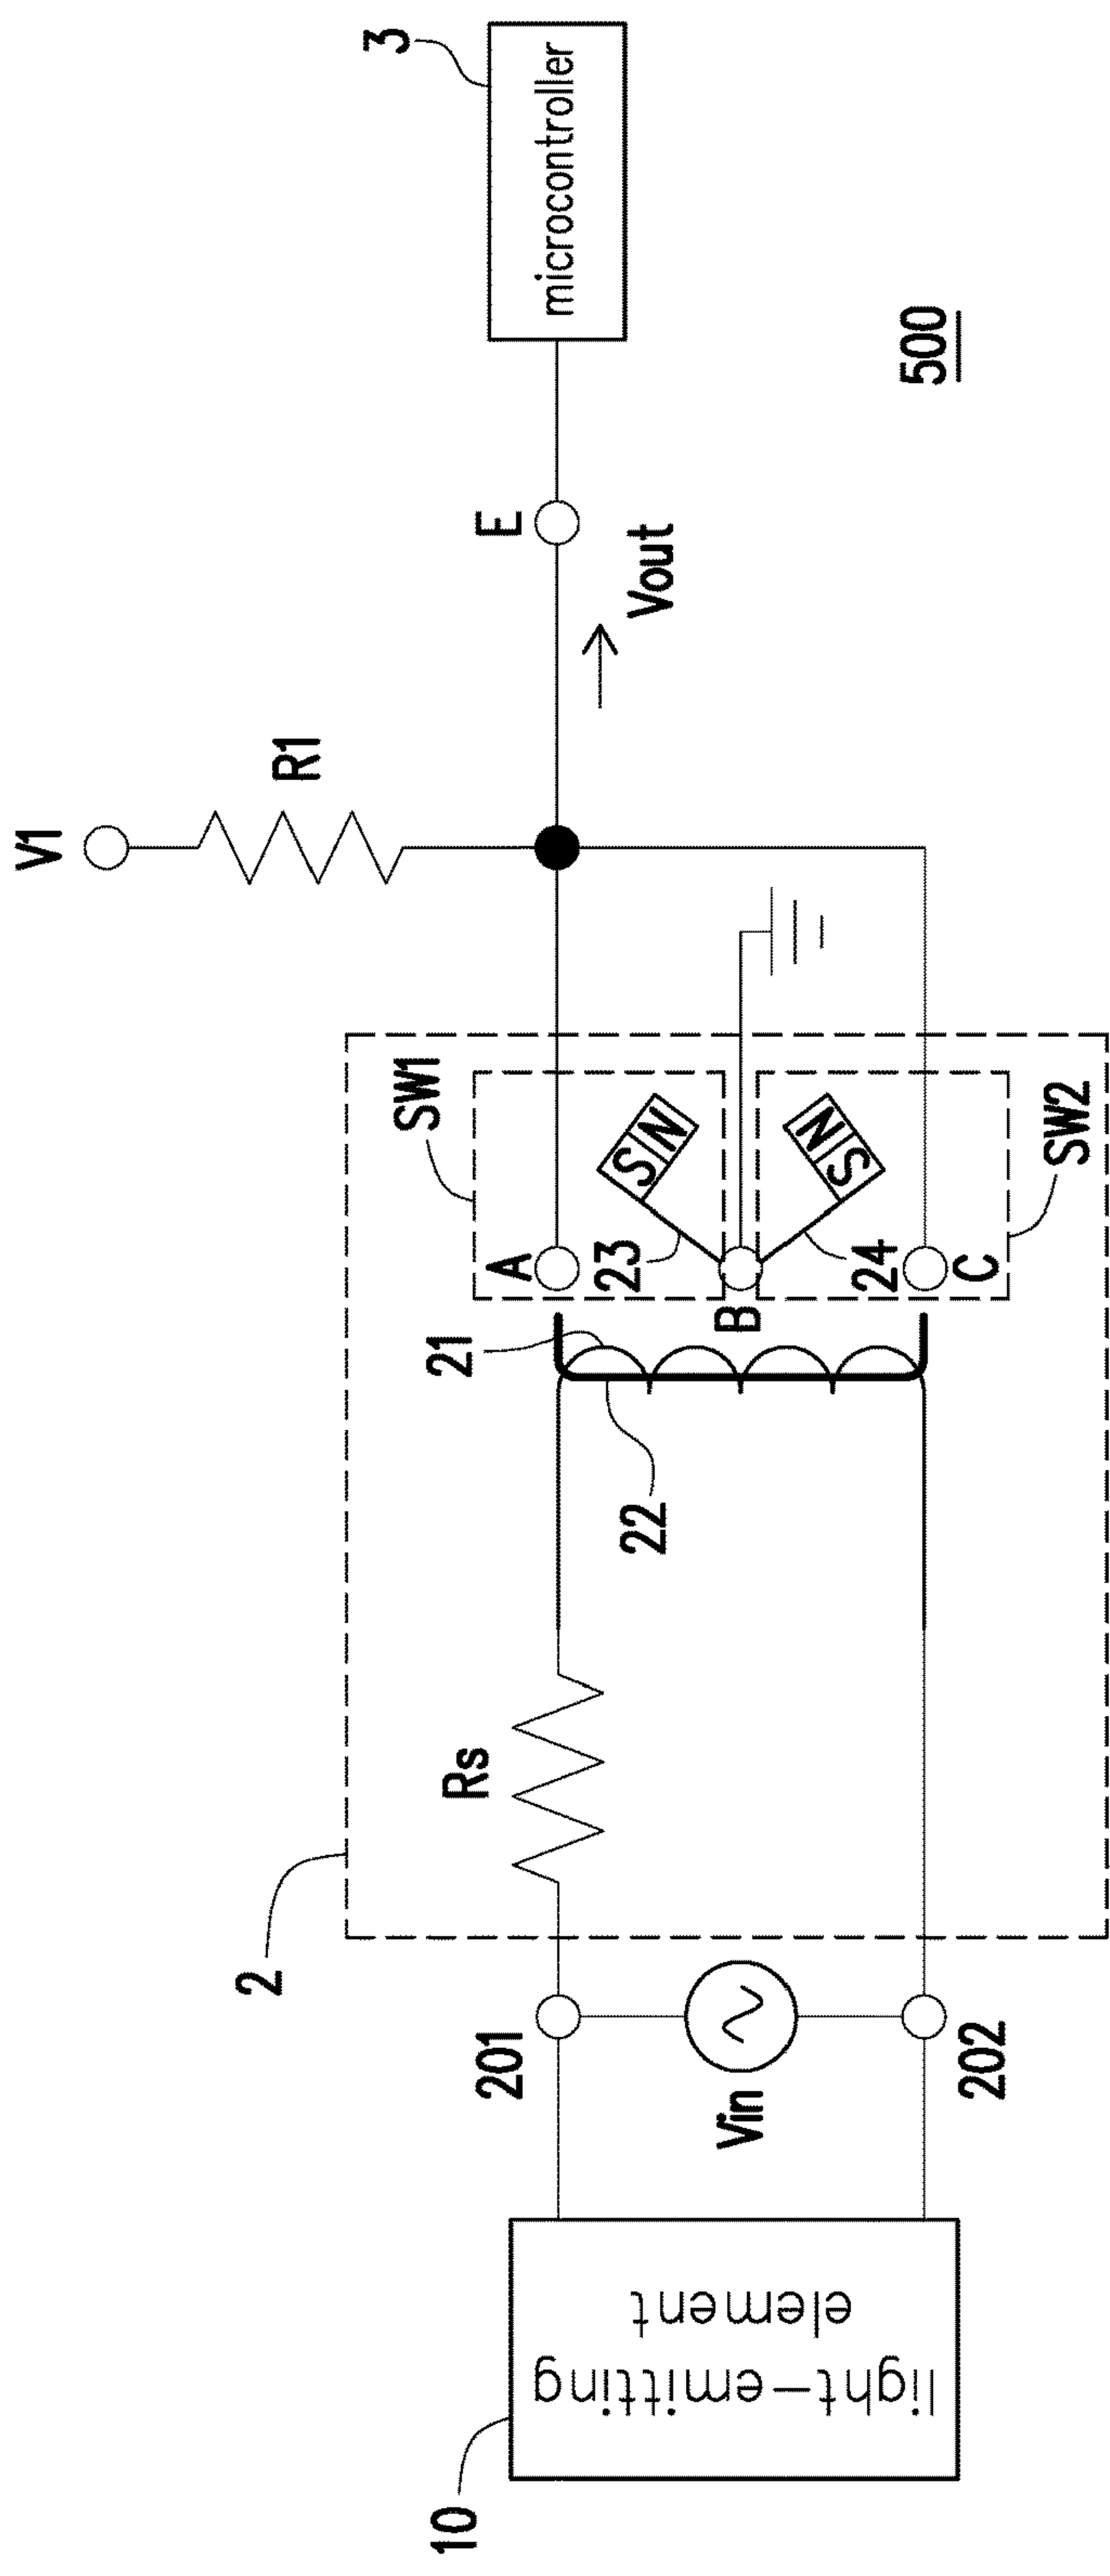 V1
R1
3
microcontroller
E
Vout
500
SW1
A
S N
23
B
N S
24
C
SW2
21
22
Rs
2
201
Vin
202
light-emitting
element
10